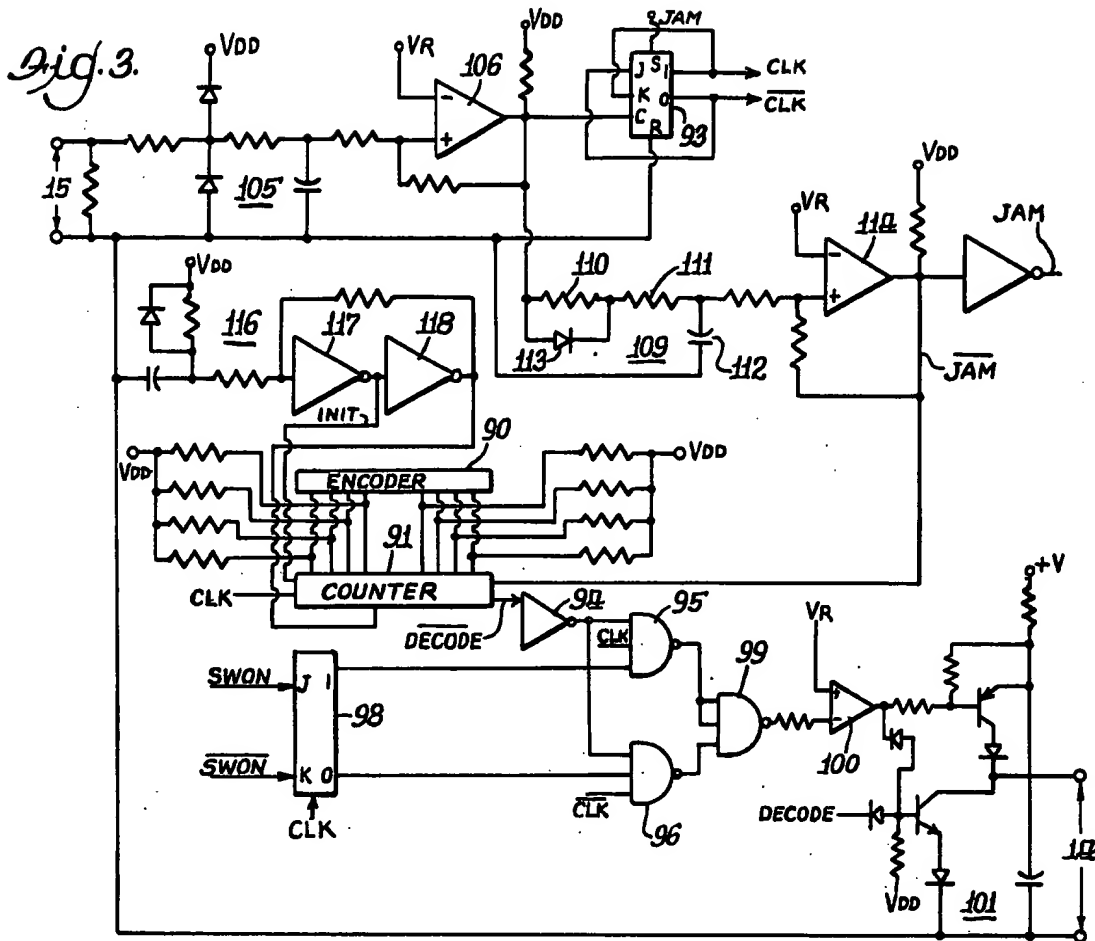 Fig. 3.
VDD
VR
106
VDD
JAM
J S 1
K 0
C R
93
CLK
CLK
15
105
VDD
116
117
118
INIT
110
111
113
109
112
VR
114
VDD
JAM
JAM
VDD
90
ENCODER
VDD
91
CLK
COUNTER
DECODE
94
95
CLK
SWON
J 1
98
SWON
K 0
CLK
96
CLK
99
VR
+
-
100
+V
DECODE
VDD
101
14